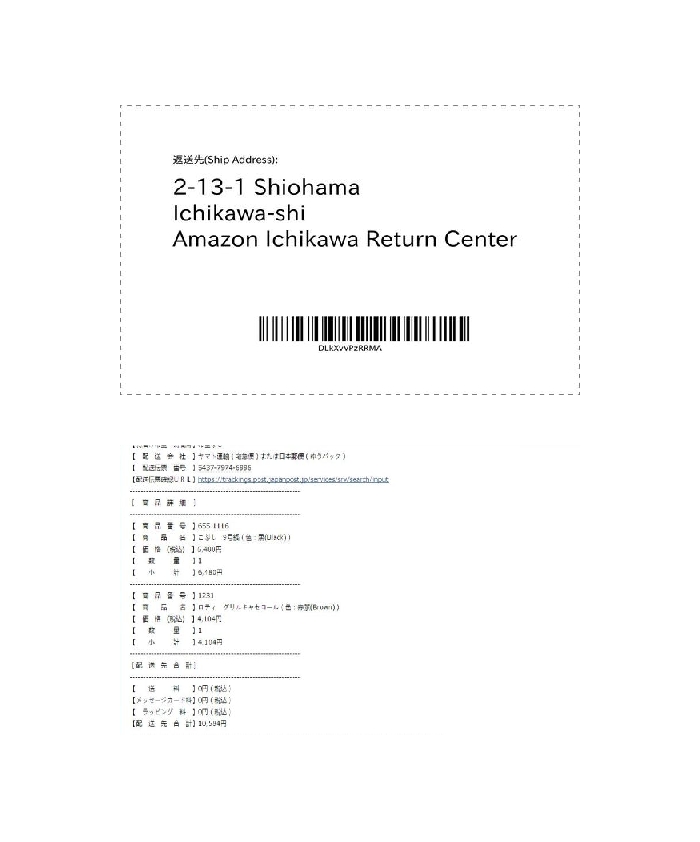 返送先(Ship Address):
2-13-1 Shiohama
Ichikawa-shi
Amazon Ichikawa Return Center
DLkXvvPzRRMA
【 配 送 会 社 】ヤマト運輸(宅急便)または日本郵便(ゆうパック)
【 配送伝票 番号 】5437-7974-6996
【配送伝票確認URL】https://trackings.post.japanpost.jp/services/srv/search/input
[ 商 品 詳 細 ]
【 商 品 番 号 】655-1116
【 商 品 名 】こぶし 9号鍋(色:黒(Black))
【 価 格 (税込) 】6,480円
【 数 量 】1
【 小 計 】6,480円
【 商 品 番 号 】1231
【 商 品 名 】ロティ グリルキャセロール(色:赤茶(Brown))
【 価 格 (税込) 】4,104円
【 数 量 】1
【 小 計 】4,104円
[配 送 先 合 計]
【 送 料 】0円(税込)
【メッセージカード料】0円(税込)
【 ラッピング 料 】0円(税込)
【配 送 先 合 計】10,584円